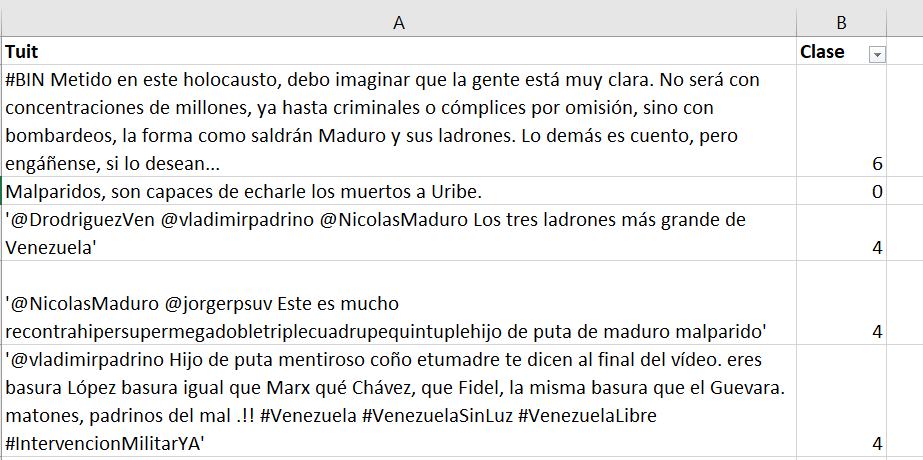 A B
Tuit Clase
#BIN Metido en este holocausto, debo imaginar que la gente está muy clara. No será con
concentraciones de millones, ya hasta criminales o cómplices por omisión, sino con
bombardeos, la forma como saldrán Maduro y sus ladrones. Lo demás es cuento, pero
engáñense, si lo desean... 6
Malparidos, son capaces de echarle los muertos a Uribe. 0
'@DrodriguezVen @vladimirpadrino @NicolasMaduro Los tres ladrones más grande de
Venezuela' 4
'@NicolasMaduro @jorgerpsuv Este es mucho
recontrahipersupermegadobletriplecuadrupequintuplehijo de puta de maduro malparido' 4
'@vladimirpadrino Hijo de puta mentiroso coño etumadre te dicen al final del vídeo. eres
basura López basura igual que Marx qué Chávez, que Fidel, la misma basura que el Guevara.
matones, padrinos del mal .!! #Venezuela #VenezuelaSinLuz #VenezuelaLibre
#IntervencionMilitarYA' 4